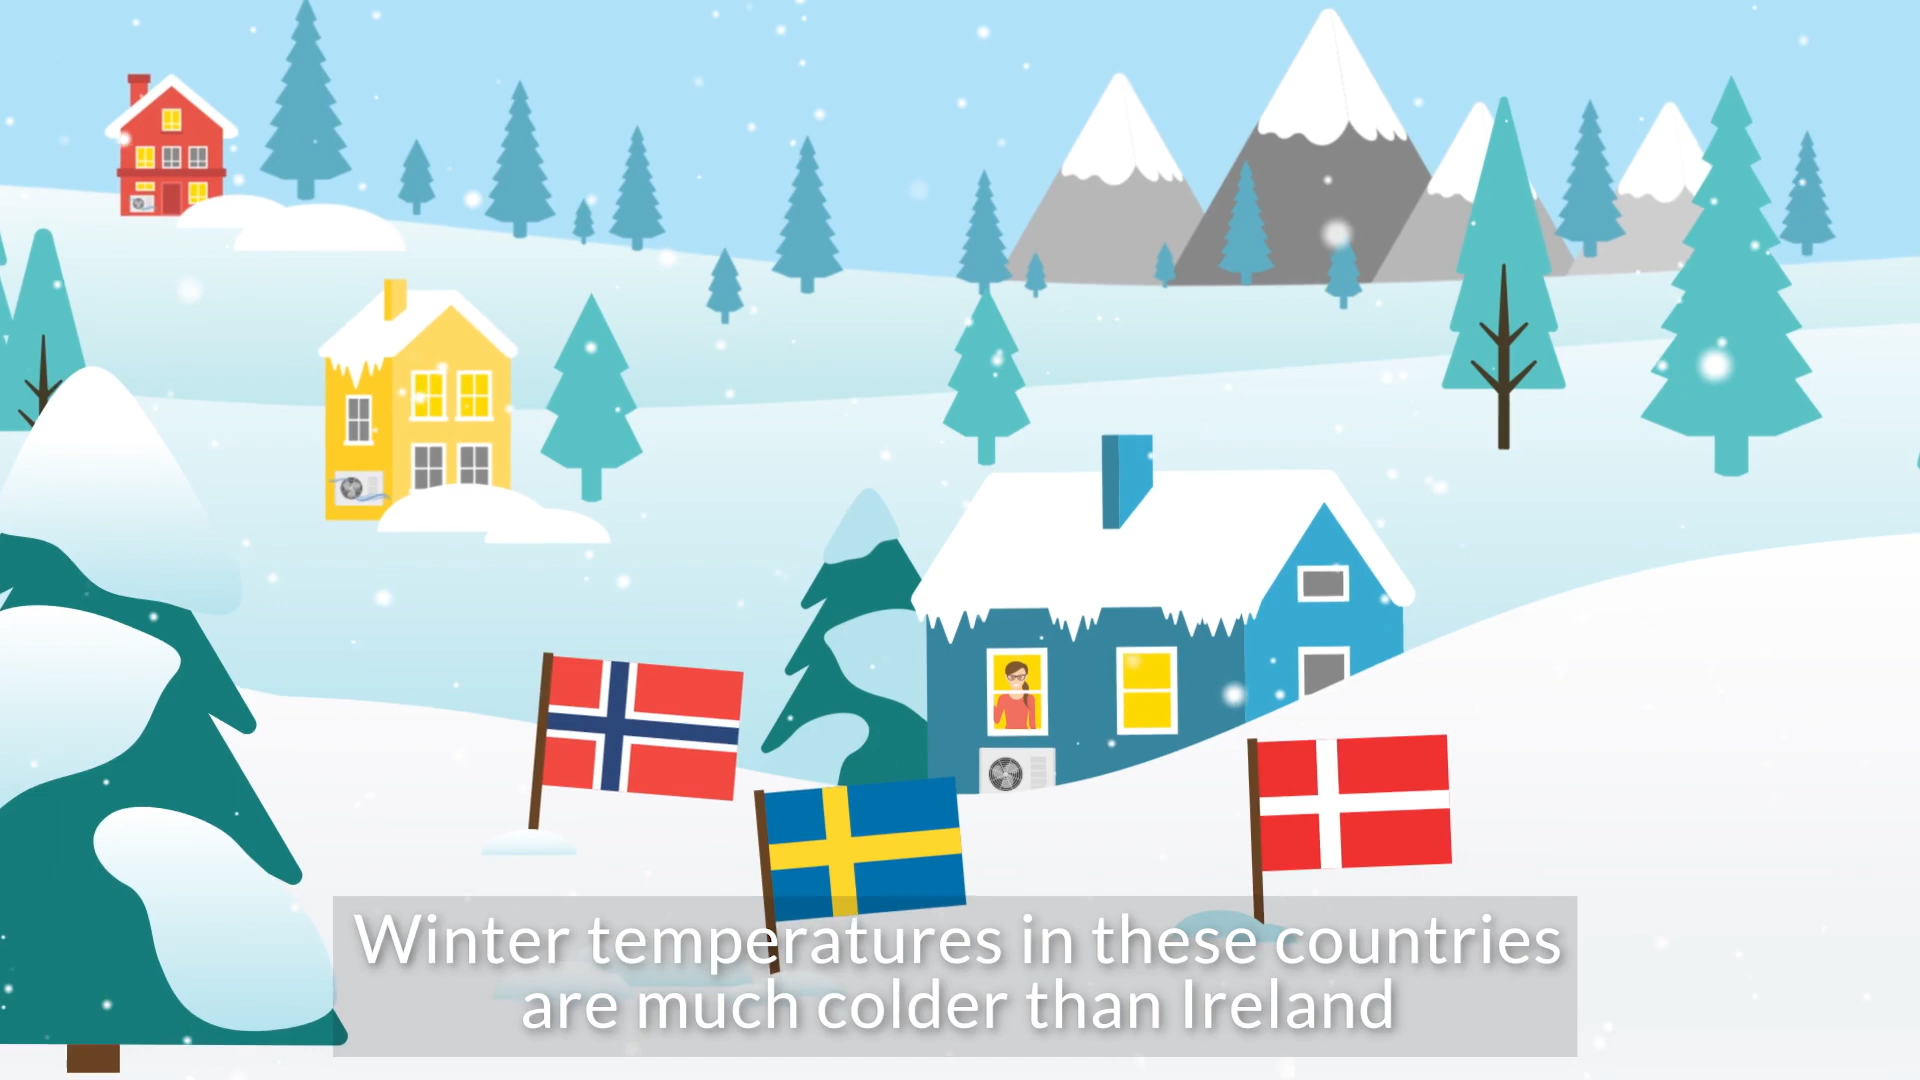 Winter temperatures in these countries
are much colder than Ireland